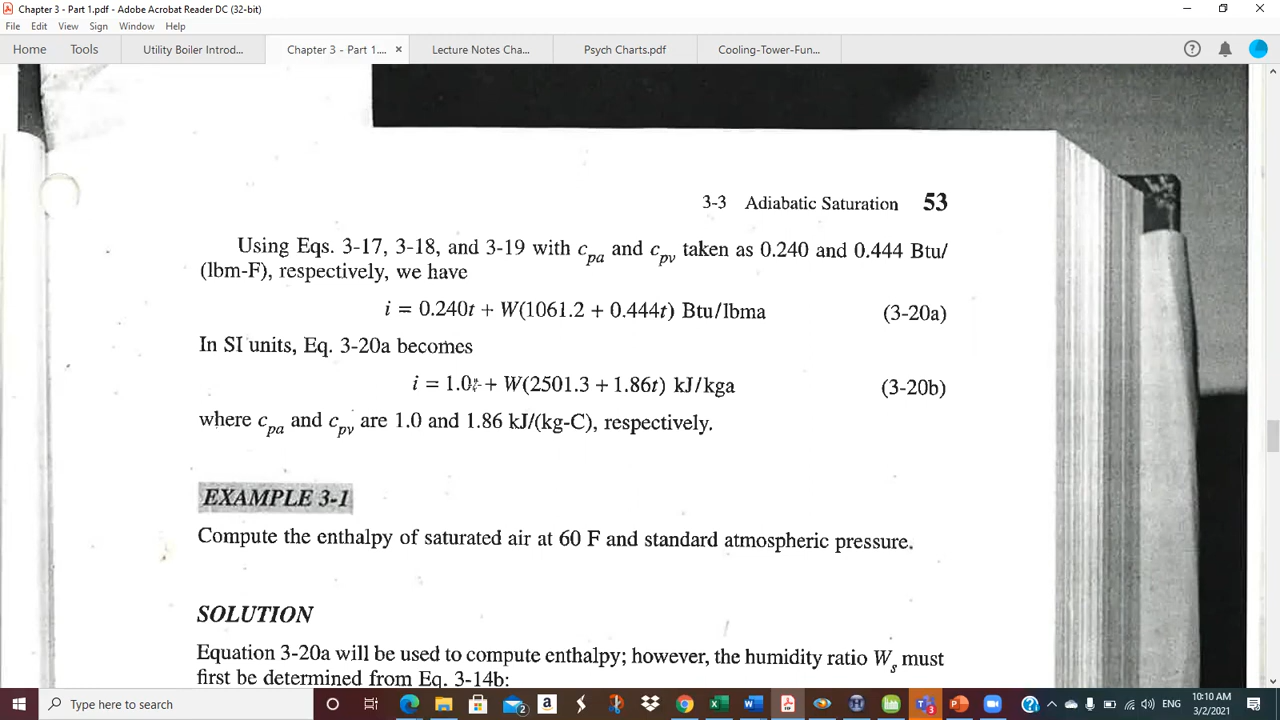 Chapter 3 - Part 1.pdf - Adobe Acrobat Reader DC (32-bit)
File Edit View Sign Window Help
Home Tools Utility Boiler Introd... Chapter 3 - Part 1.... × Lecture Notes Cha... Psych Charts.pdf Cooling-Tower-Fun...
3-3 Adiabatic Saturation 53
Using Eqs. 3-17, 3-18, and 3-19 with cpa and cpv taken as 0.240 and 0.444 Btu/
(lbm-F), respectively, we have
i = 0.240t + W(1061.2 + 0.444t) Btu/lbma (3-20a)
In SI units, Eq. 3-20a becomes
i = 1.0t + W(2501.3 + 1.86t) kJ/kga (3-20b)
where cpa and cpv are 1.0 and 1.86 kJ/(kg-C), respectively.
EXAMPLE 3-1
Compute the enthalpy of saturated air at 60 F and standard atmospheric pressure.
SOLUTION
Equation 3-20a will be used to compute enthalpy; however, the humidity ratio Ws must
first be determined from Eq. 3-14b:
Type here to search
ENG
10:10 AM
3/2/2021